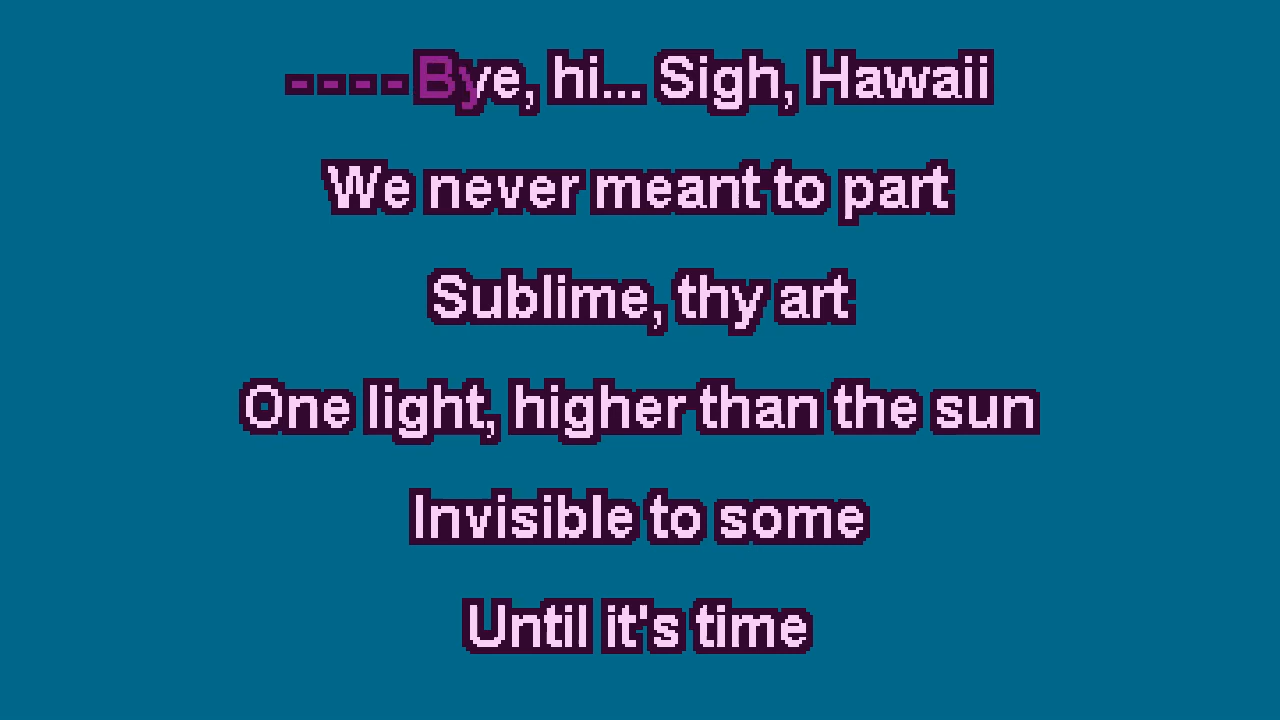 ----Bye, hi... Sigh, Hawaii
We never meant to part
Sublime, thy art
One light, higher than the sun
Invisible to some
Until it's time